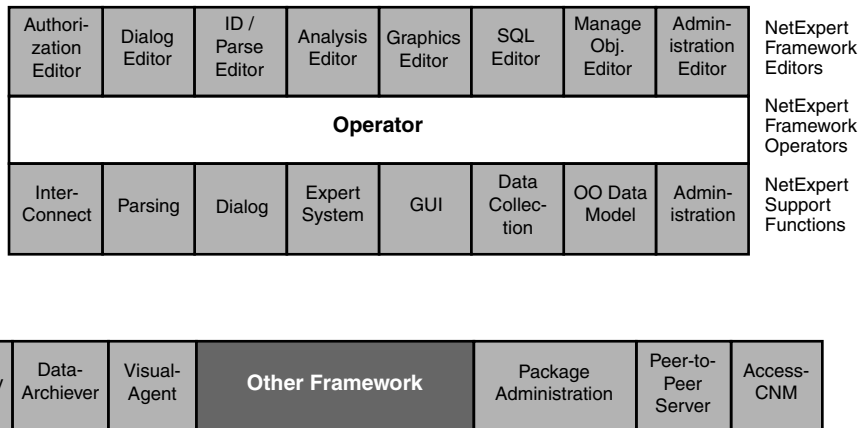 Authori-
zation
Editor
Dialog
Editor
ID /
Parse
Editor
Analysis
Editor
Graphics
Editor
SQL
Editor
Manage
Obj.
Editor
Admin-
istration
Editor
NetExpert
Framework
Editors
Operator
NetExpert
Framework
Operators
Inter-
Connect
Parsing
Dialog
Expert
System
GUI
Data
Collec-
tion
OO Data
Model
Admin-
istration
NetExpert
Support
Functions
Data-
Archiever
Visual-
Agent
Other Framework
Package
Administration
Peer-to-
Peer
Server
Access-
CNM